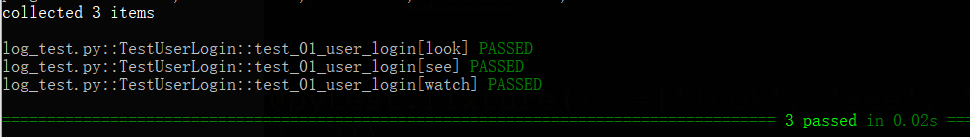 collected 3 items
log_test.py::TestUserLogin::test_01_user_login[look] PASSED
log_test.py::TestUserLogin::test_01_user_login[see] PASSED
log_test.py::TestUserLogin::test_01_user_login[watch] PASSED
3 passed in 0.02s